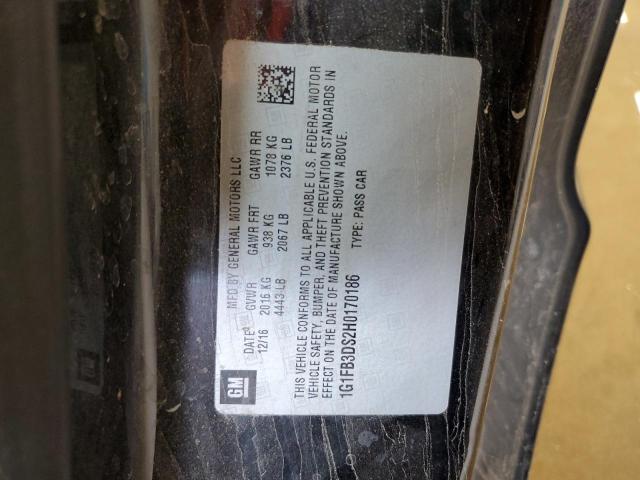 GM
MFD BY GENERAL MOTORS LLC
DATE GVWR GAWR FRT GAWR RR
12/16 2016 KG 938 KG 1078 KG
4443 LB 2067 LB 2376 LB
THIS VEHICLE CONFORMS TO ALL APPLICABLE U.S. FEDERAL MOTOR
VEHICLE SAFETY, BUMPER, AND THEFT PREVENTION STANDARDS IN
EFFECT ON THE DATE OF MANUFACTURE SHOWN ABOVE.
1G1FB3DS2H0170186 TYPE: PASS CAR